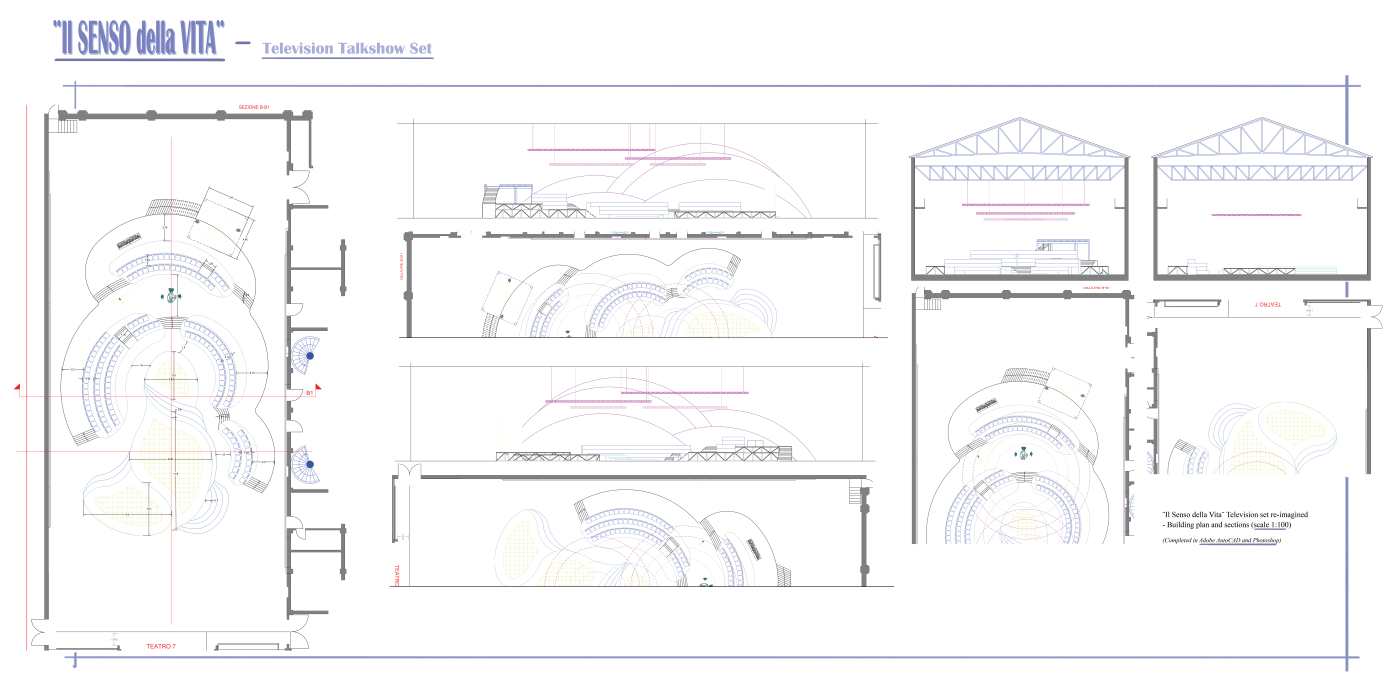 "Il SENSO della VITA" – Television Talkshow Set
SEZIONE B-B1
B1
TEATRO 7
TEATRO
TEATRO 7
"Il Senso della Vita" Television set re-imagined
- Building plan and sections (scale 1:100)
(Completed in Adobe AutoCAD and Photoshop)